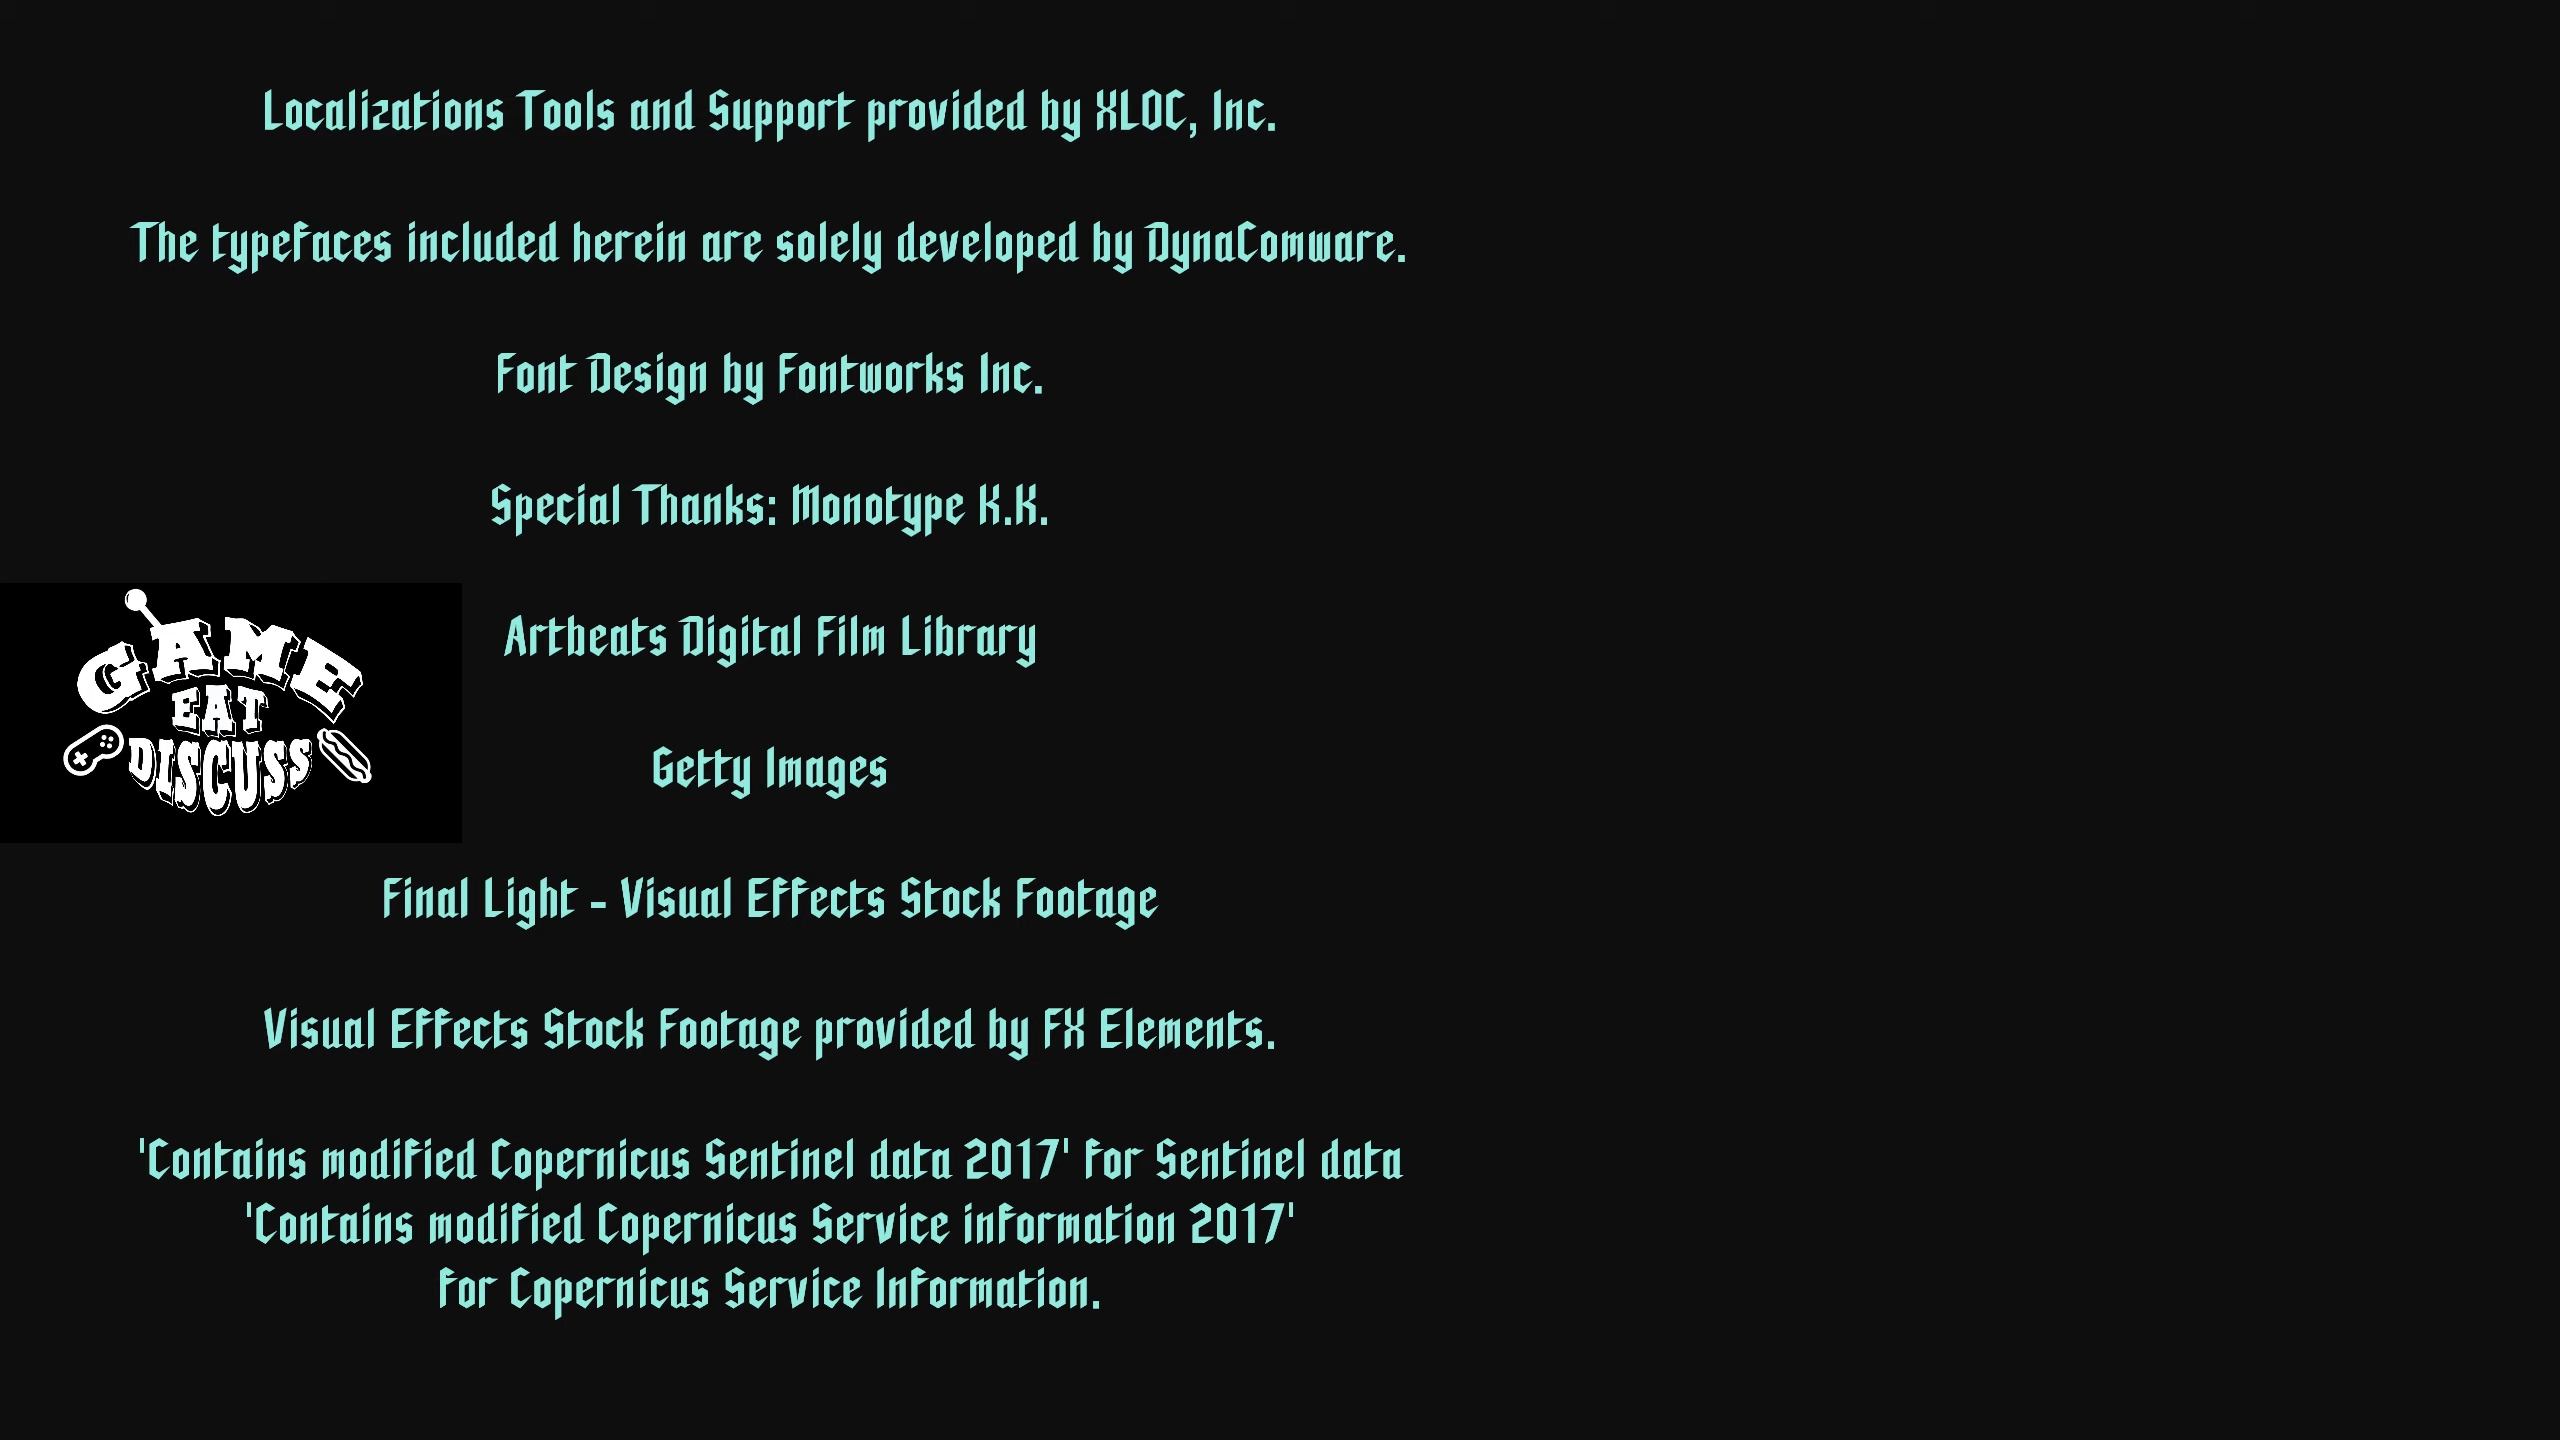 Localizations Tools and Support provided by XLOC, Inc.
The typefaces included herein are solely developed by DynaComware.
Font Design by Fontworks Inc.
Special Thanks: Monotype K.K.
Artbeats Digital Film Library
GAME
EAT
DISCUSS
Getty Images
Final Light - Visual Effects Stock Footage
Visual Effects Stock Footage provided by FX Elements.
'Contains modified Copernicus Sentinel data 2017' for Sentinel data
'Contains modified Copernicus Service information 2017'
for Copernicus Service Information.